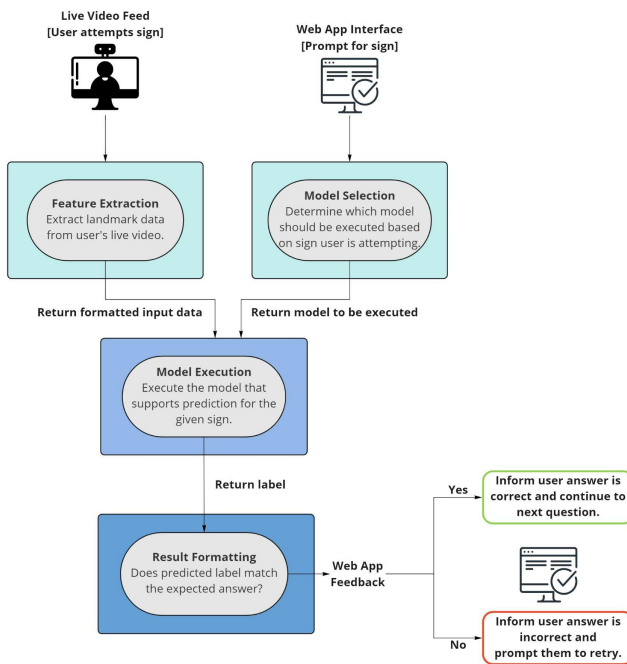 Live Video Feed
[User attempts sign]
Web App Interface
[Prompt for sign]
Feature Extraction
Extract landmark data
from user's live video.
Model Selection
Determine which model
should be executed based
on sign user is attempting.
Return formatted input data
Return model to be executed
Model Execution
Execute the model that
supports prediction for the
given sign.
Return label
Result Formatting
Does predicted label match
the expected answer?
Web App
Feedback
Yes
Inform user answer is
correct and continue to
next question.
No
Inform user answer is
incorrect and
prompt them to retry.